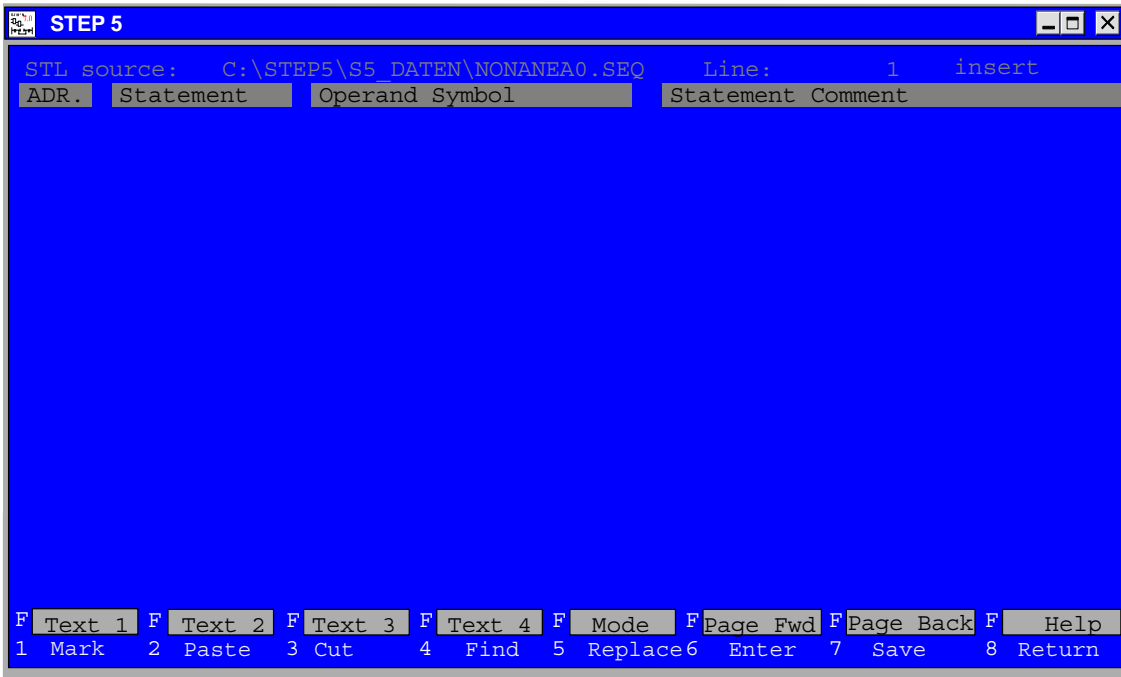 STEP 5
STL source: C:\STEP5\S5_DATEN\NONANEA0.SEQ Line: 1 insert
ADR. Statement Operand Symbol Statement Comment
F Text 1 F Text 2 F Text 3 F Text 4 F Mode F Page Fwd F Page Back F Help
1 Mark 2 Paste 3 Cut 4 Find 5 Replace 6 Enter 7 Save 8 Return